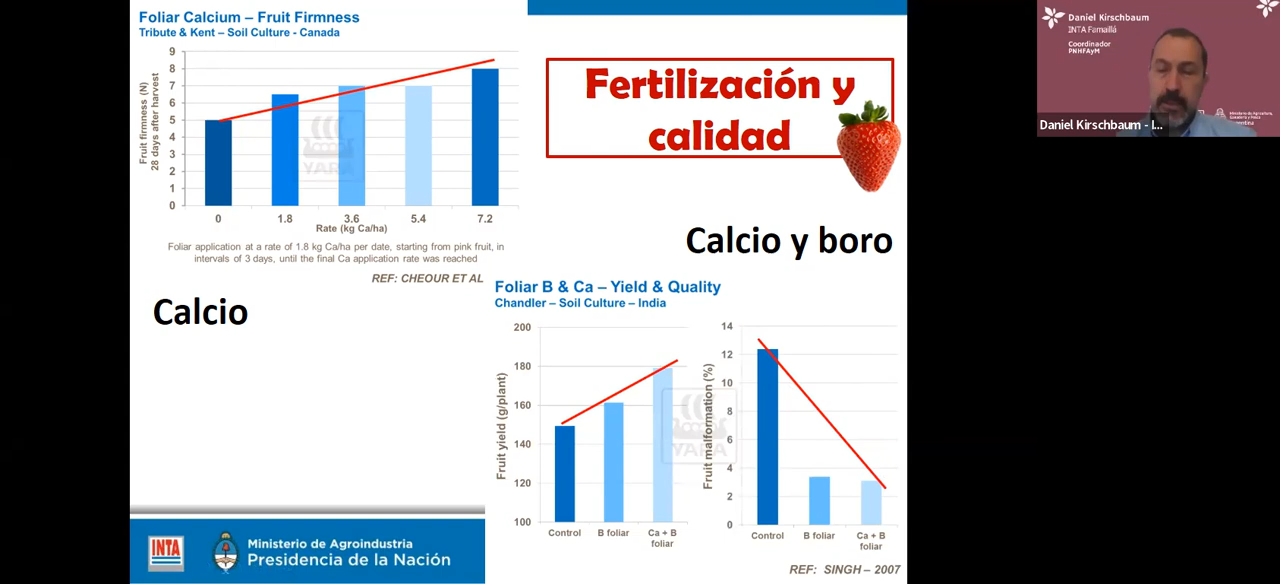 Foliar Calcium – Fruit Firmness
Tribute & Kent – Soil Culture - Canada
Fruit firmness (N)
28 days after harvest
9
8
7
6
5
4
3
2
1
0
0 1.8 3.6 5.4 7.2
Rate (kg Ca/ha)
YARA
Foliar application at a rate of 1.8 kg Ca/ha per date, starting from pink fruit, in
intervals of 3 days, until the final Ca application rate was reached
REF: CHEOUR ET AL
Fertilización y
calidad
Calcio y boro
Calcio
Foliar B & Ca – Yield & Quality
Chandler – Soil Culture – India
Fruit yield (g/plant)
200
180
160
140
120
100
Control B foliar Ca + B
foliar
YARA
Fruit malformation (%)
14
12
10
8
6
4
2
0
Control B foliar Ca + B
foliar
REF: SINGH – 2007
INTA
Ministerio de Agroindustria
Presidencia de la Nación
Daniel Kirschbaum
INTA Famaillá
Coordinador
PNHFAyM
Daniel Kirschbaum - I...